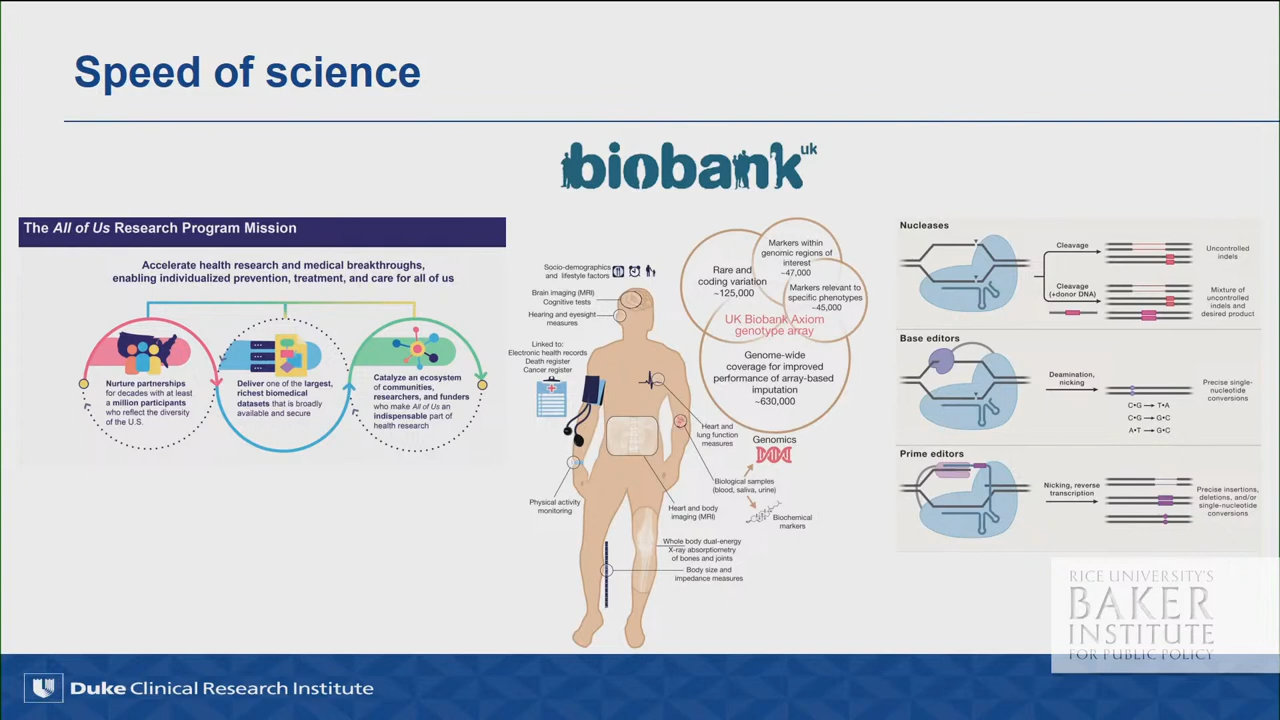 Speed of science
biobank
uk
The All of Us Research Program Mission
Accelerate health research and medical breakthroughs,
enabling individualized prevention, treatment, and care for all of us
Nurture partnerships
for decades with at least
a million participants
who reflect the diversity
of the U.S.
Deliver one of the largest,
richest biomedical
datasets that is broadly
available and secure
Catalyze an ecosystem
of communities,
researchers, and funders
who make All of Us an
indispensable part of
health research
Socio-demographics
and lifestyle factors
Brain imaging (MRI)
Cognitive tests
Hearing and eyesight
measures
Linked to:
Electronic health records
Death register
Cancer register
Physical activity
monitoring
Rare and
coding variation
~125,000
Markers within
genomic regions of
interest
~47,000
Markers relevant to
specific phenotypes
~45,000
UK Biobank Axiom
genotype array
Genome-wide
coverage for improved
performance of array-based
imputation
~630,000
Heart and
lung function
measures
Genomics
Biological samples
(blood, saliva, urine)
Heart and body
imaging (MRI)
Biochemical
markers
Whole body dual-energy
X-ray absorptiometry
of bones and joints
Body size and
impedance measures
Nucleases
Cleavage
Uncontrolled
indels
Cleavage
(+donor DNA)
Mixture of
uncontrolled
indels and
desired product
Base editors
Deamination,
nicking
Precise single-
nucleotide
conversions
C•G → T•A
C•G → G•C
A•T → G•C
Prime editors
Nicking, reverse
transcription
Precise insertions,
deletions, and/or
single-nucleotide
conversions
RICE UNIVERSITY'S
BAKER
INSTITUTE
FOR PUBLIC POLICY
Duke Clinical Research Institute